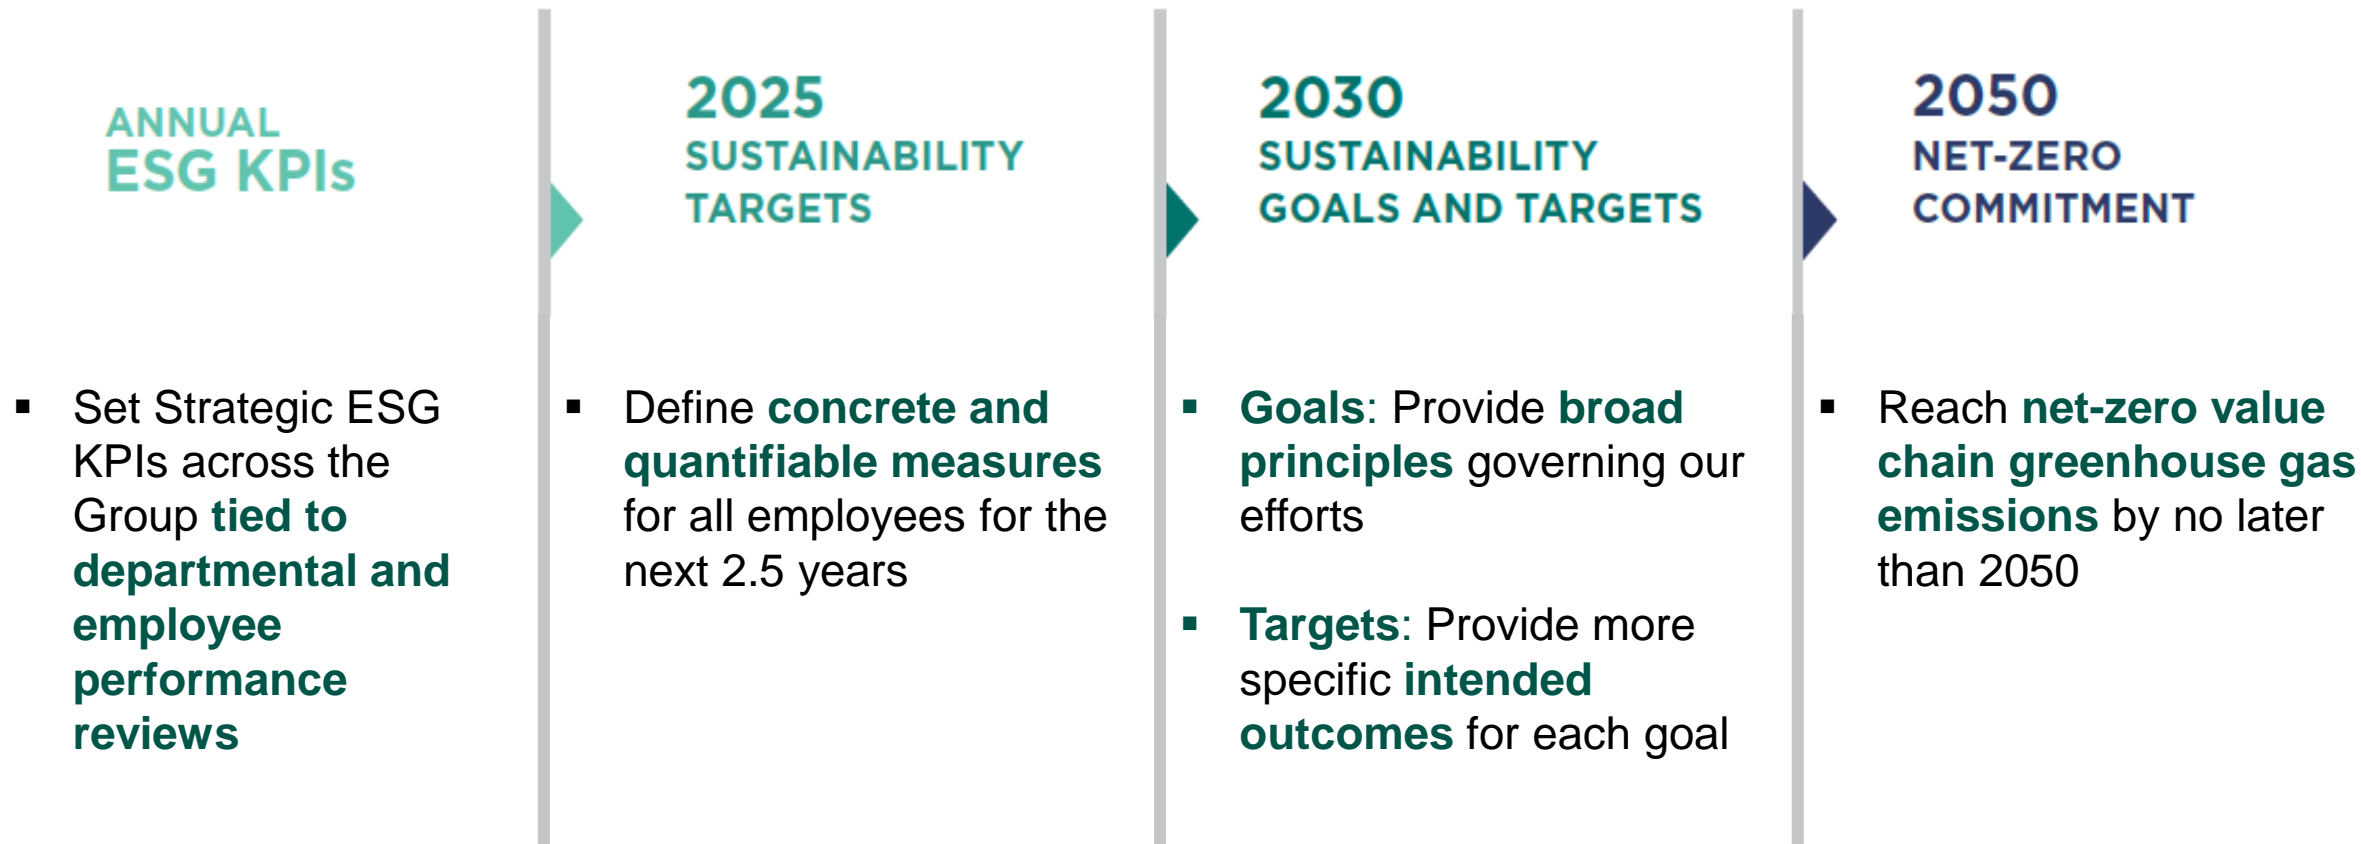 ANNUAL
ESG KPIs
▪ Set Strategic ESG
KPIs across the
Group tied to
departmental and
employee
performance
reviews
2025
SUSTAINABILITY
TARGETS
▪ Define concrete and
quantifiable measures
for all employees for the
next 2.5 years
2030
SUSTAINABILITY
GOALS AND TARGETS
▪ Goals: Provide broad
principles governing our
efforts
▪ Targets: Provide more
specific intended
outcomes for each goal
2050
NET-ZERO
COMMITMENT
▪ Reach net-zero value
chain greenhouse gas
emissions by no later
than 2050